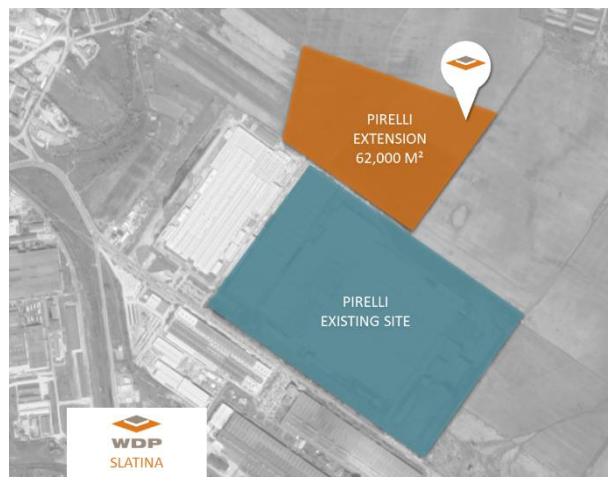 PIRELLI
EXTENSION
62,000 M²
PIRELLI
EXISTING SITE
WDP
SLATINA